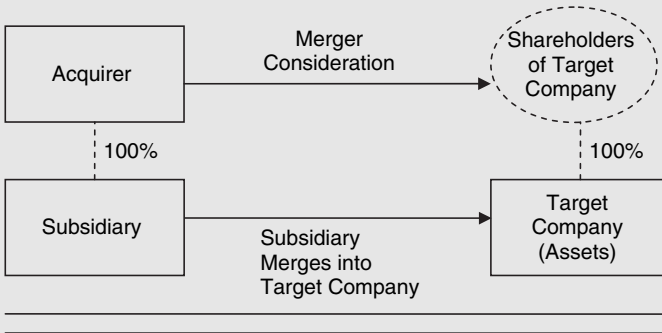 Acquirer
Merger
Consideration
Shareholders
of Target
Company
100%
100%
Subsidiary
Subsidiary
Merges into
Target Company
Target
Company
(Assets)